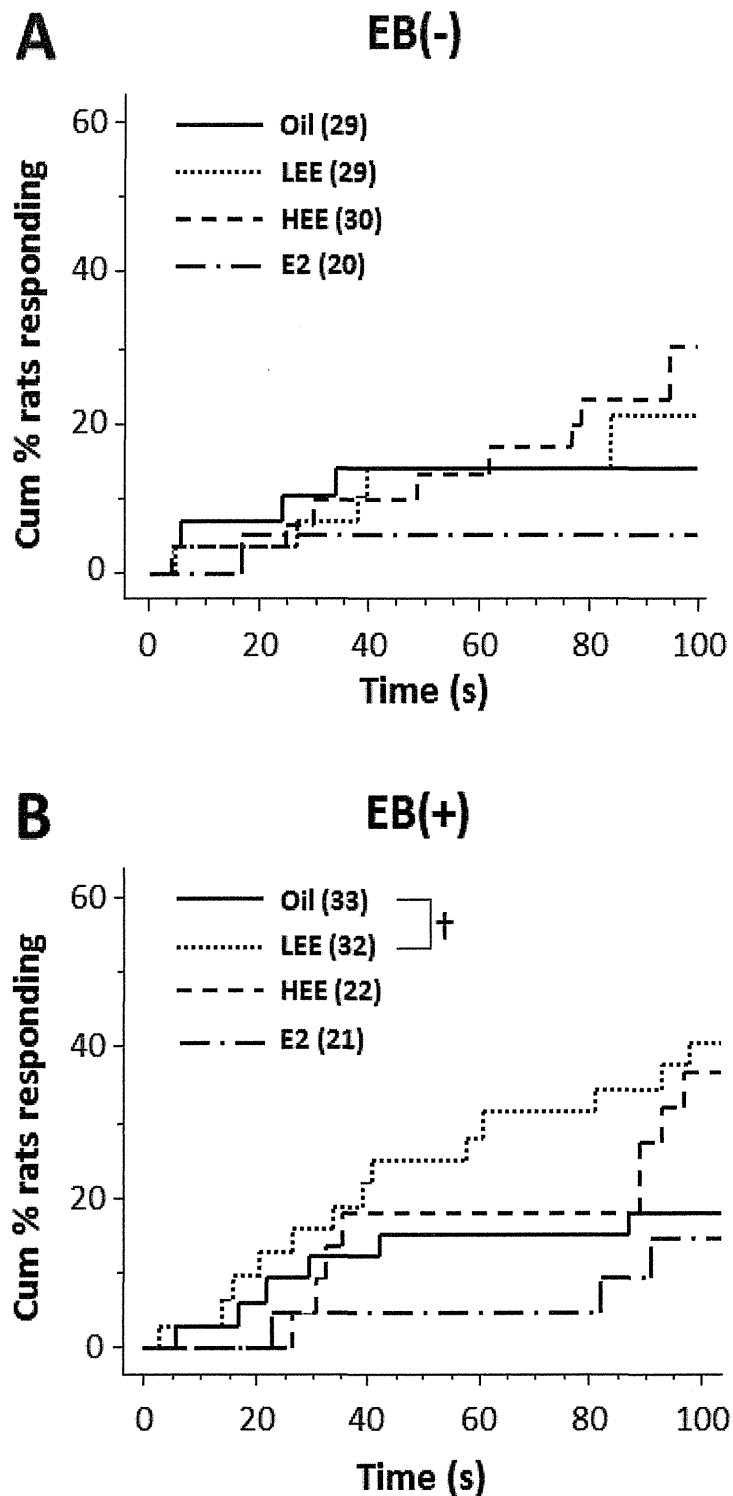 A
EB(-)
Cum % rats responding
60
40
20
0
Oil (29)
LEE (29)
HEE (30)
E2 (20)
0 20 40 60 80 100
Time (s)
B
EB(+)
Cum % rats responding
60
40
20
0
Oil (33)
LEE (32)
†
HEE (22)
E2 (21)
0 20 40 60 80 100
Time (s)